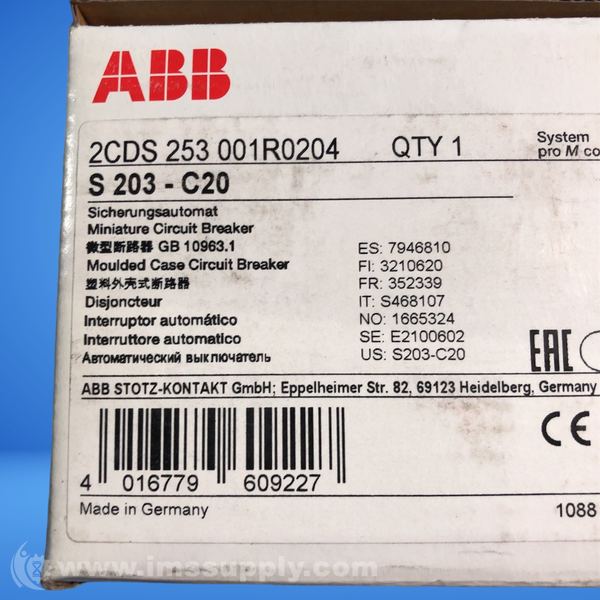 ABB
2CDS 253 001R0204 QTY 1 System
pro M co
S 203 - C20
Sicherungsautomat
Miniature Circuit Breaker
微型断路器 GB 10963.1
Moulded Case Circuit Breaker
塑料外壳式断路器
Disjoncteur
Interruptor automático
Interruttore automatico
Автоматический выключатель
ES: 7946810
FI: 3210620
FR: 352339
IT: S468107
NO: 1665324
SE: E2100602
US: S203-C20
EAC
ABB STOTZ-KONTAKT GmbH; Eppelheimer Str. 82, 69123 Heidelberg, Germany
CE
4 016779 609227
Made in Germany 1088
www.imssupply.com